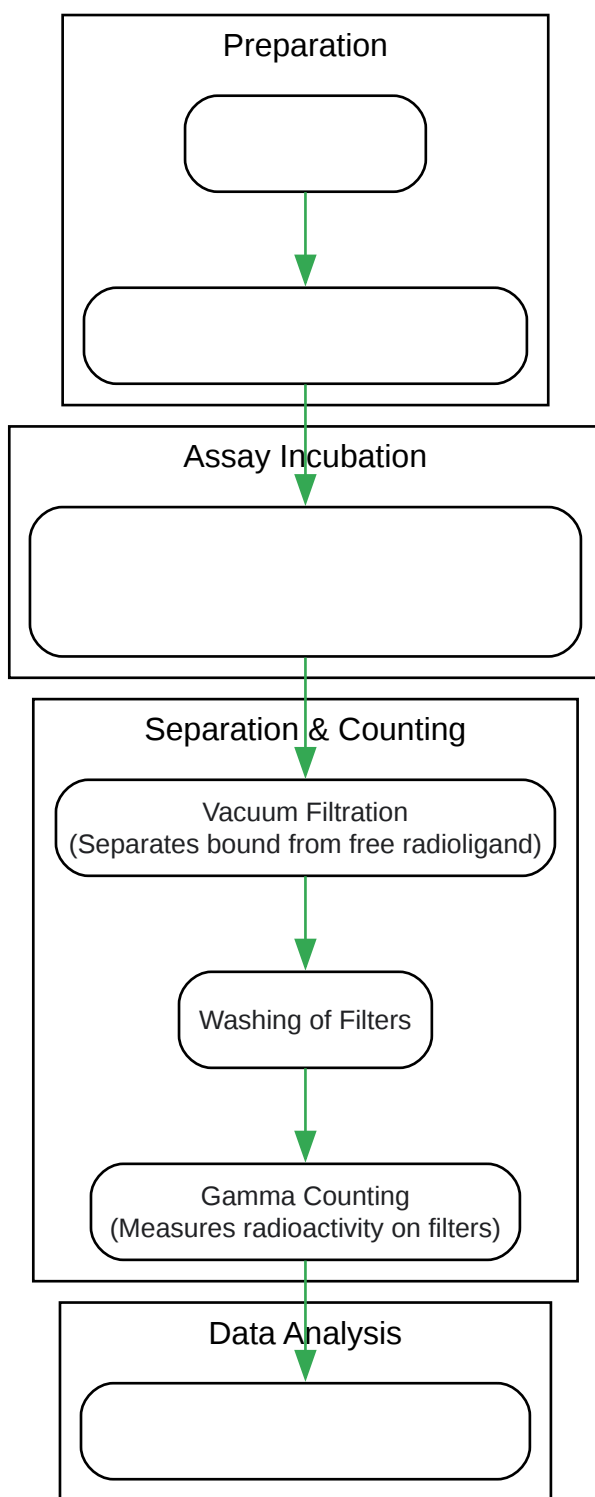 Preparation
Assay Incubation
Separation & Counting
Vacuum Filtration
(Separates bound from free radioligand)
Washing of Filters
Gamma Counting
(Measures radioactivity on filters)
Data Analysis